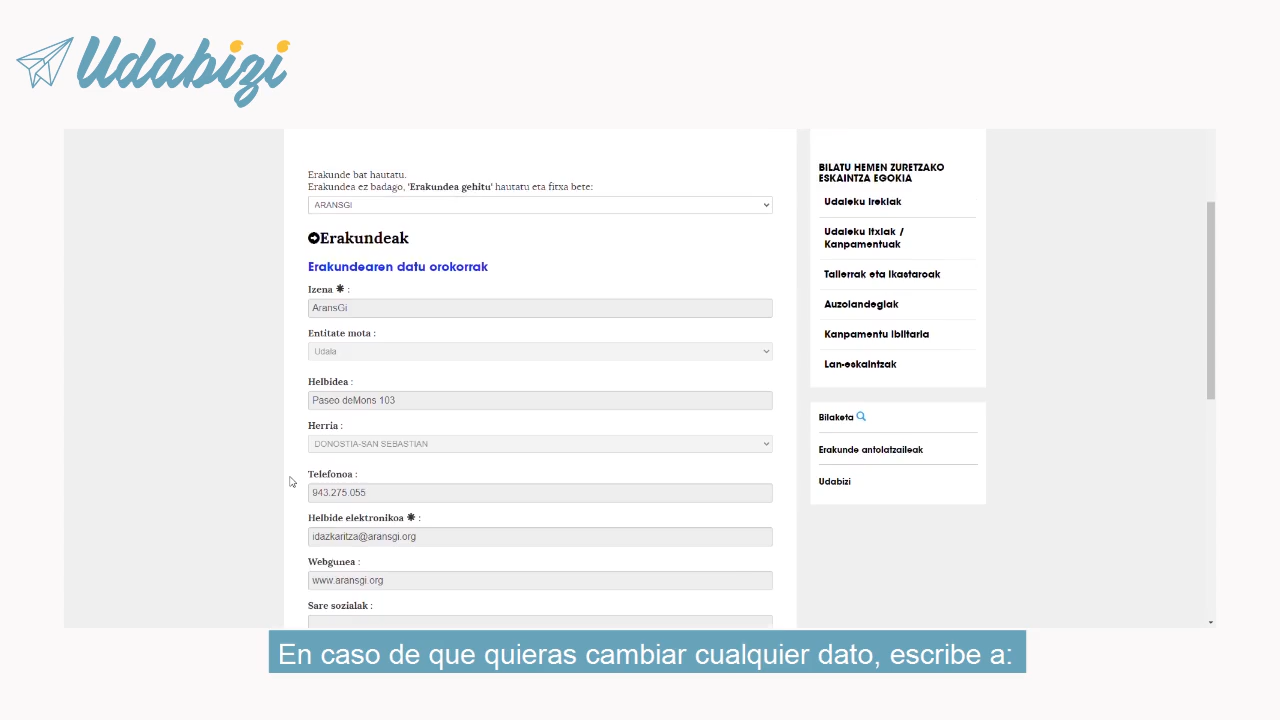 Udabizi
Erakunde bat hautatu.
Erakundea ez badago, 'Erakundea gehitu' hautatu eta fitxa bete:
ARANSGI
Erakundeak
Erakundearen datu orokorrak
Izena ✱ :
AransGi
Entitate mota :
Udala
Helbidea :
Paseo deMons 103
Herria :
DONOSTIA-SAN SEBASTIAN
Telefonoa :
943.275.055
Helbide elektronikoa ✱ :
idazkaritza@aransgi.org
Webgunea :
www.aransgi.org
Sare sozialak :
BILATU HEMEN ZURETZAKO
ESKAINTZA EGOKIA
Udaleku irekiak
Udaleku itxiak /
Kanpamentuak
Tailerrak eta ikastaroak
Auzolandegiak
Kanpamentu ibiltaria
Lan-eskaintzak
Bilaketa
Erakunde antolatzaileak
Udabizi
En caso de que quieras cambiar cualquier dato, escribe a: